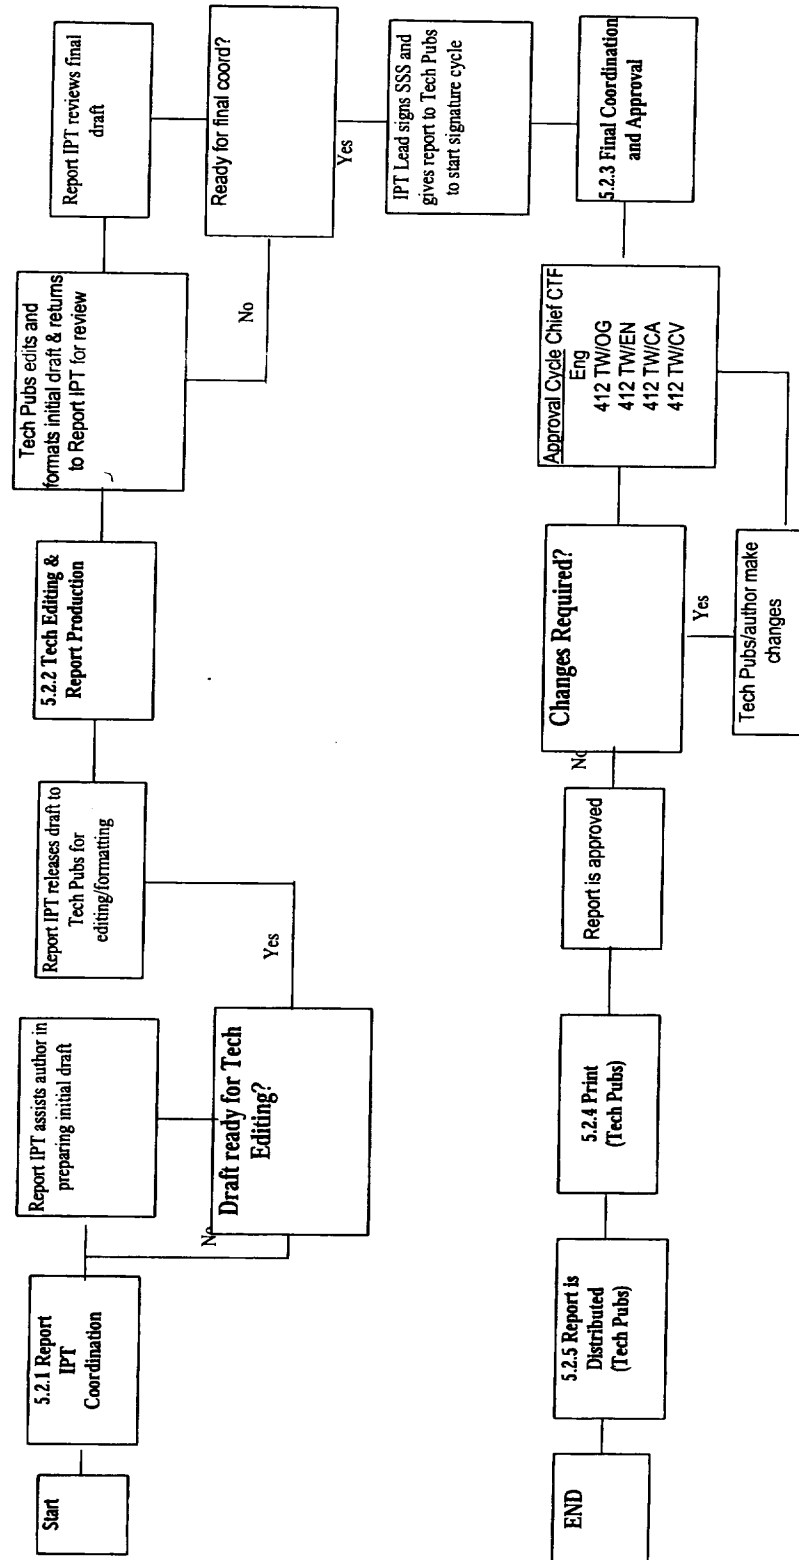 Start
5.2.1 Report
IPT
Coordination
Report IPT assists author in
preparing initial draft
No
Draft ready for Tech
Editing?
Yes
Report IPT releases draft to
Tech Pubs for
editing/formatting
5.2.2 Tech Editing &
Report Production
Tech Pubs edits and
formats initial draft & returns
to Report IPT for review
Report IPT reviews final
draft
No
Ready for final coord?
Yes
IPT Lead signs SSS and
gives report to Tech Pubs
to start signature cycle
5.2.3 Final Coordination
and Approval
Approval Cycle Chief CTF
Eng
412 TW/OG
412 TW/EN
412 TW/CA
412 TW/CV
Changes Required?
Yes
Tech Pubs/author make
changes
No
Report is approved
5.2.4 Print
(Tech Pubs)
5.2.5 Report is
Distributed
(Tech Pubs)
END